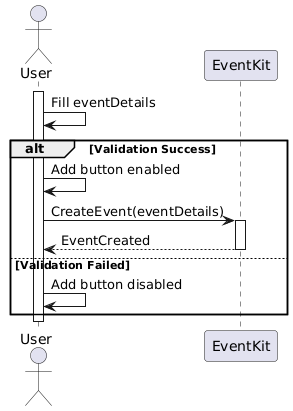 User
EventKit
Fill eventDetails
alt [Validation Success]
Add button enabled
CreateEvent(eventDetails)
EventCreated
[Validation Failed]
Add button disabled
User
EventKit